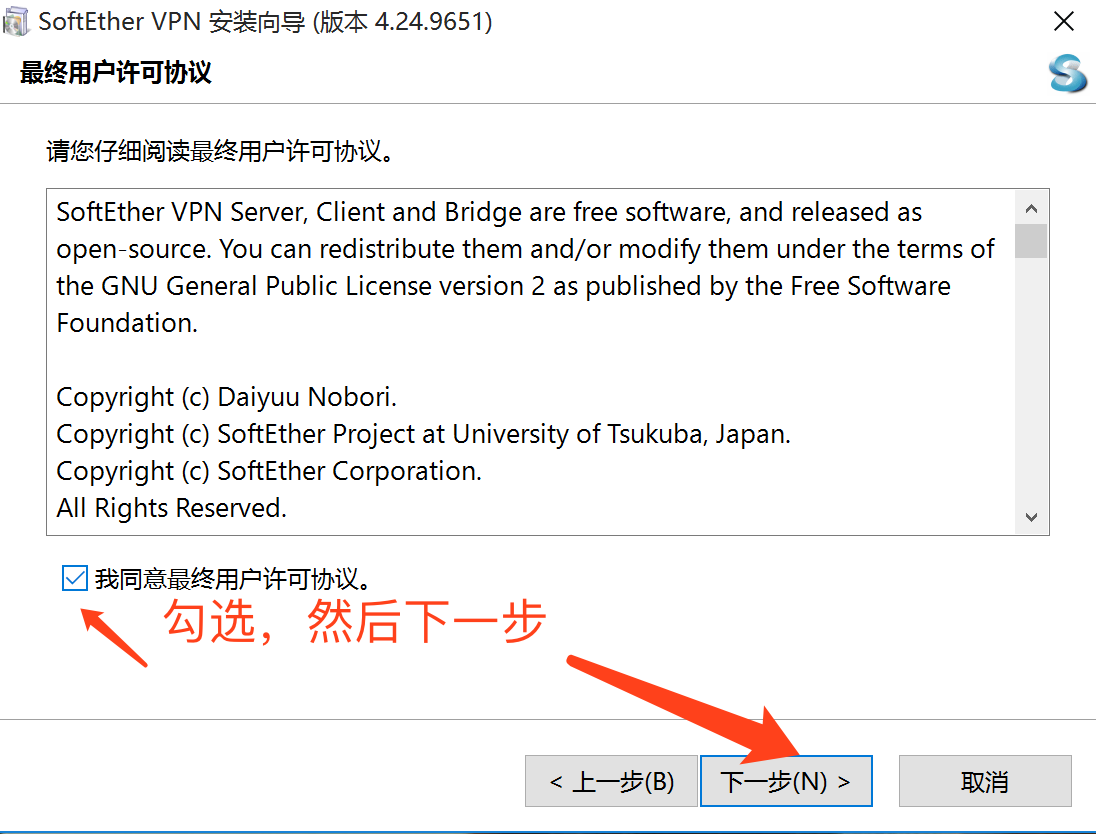 SoftEther VPN 安装向导 (版本 4.24.9651)
最终用户许可协议
请您仔细阅读最终用户许可协议。
SoftEther VPN Server, Client and Bridge are free software, and released as
open-source. You can redistribute them and/or modify them under the terms of
the GNU General Public License version 2 as published by the Free Software
Foundation.
Copyright (c) Daiyuu Nobori.
Copyright (c) SoftEther Project at University of Tsukuba, Japan.
Copyright (c) SoftEther Corporation.
All Rights Reserved.
我同意最终用户许可协议。
勾选，然后下一步
< 上一步(B)
下一步(N) >
取消